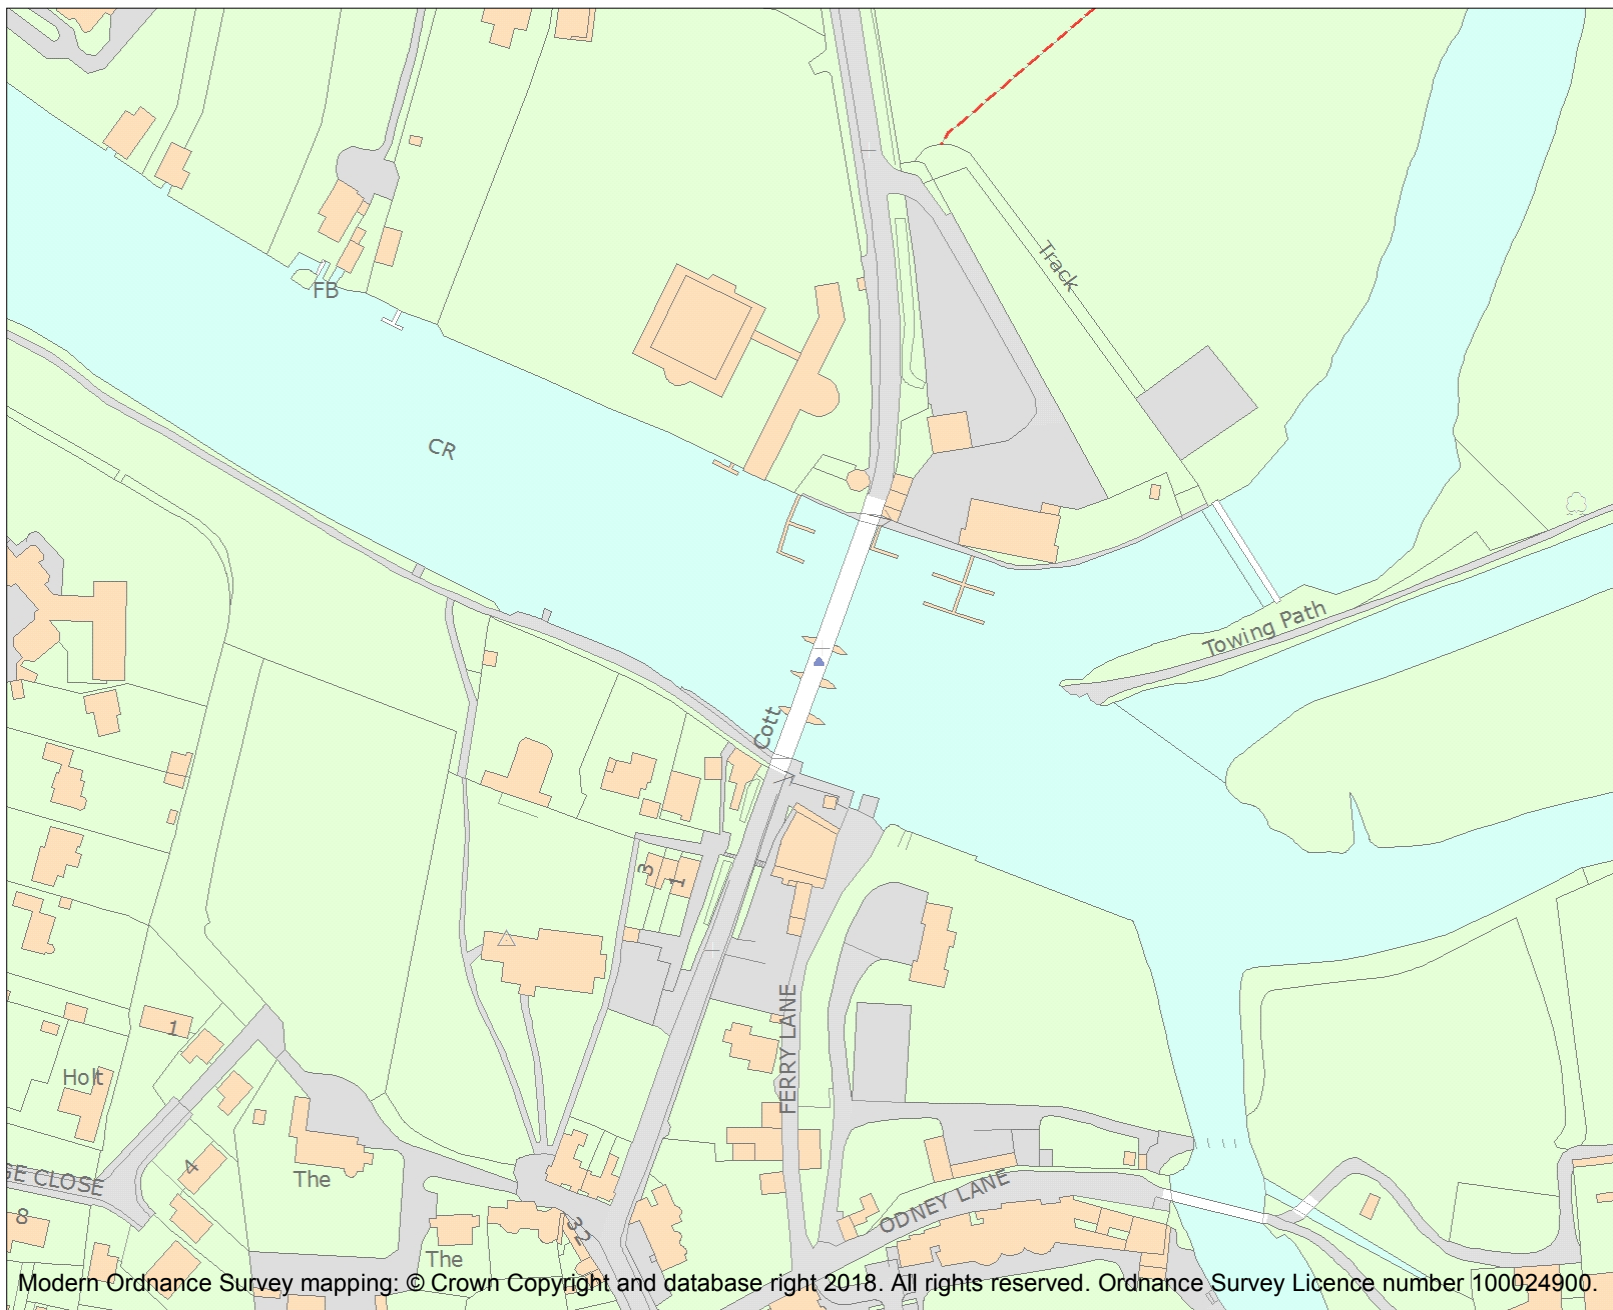 Track
FB
CR
Towing Path
Cott
3
1
FERRY LANE
1
Holt
4
The
GE CLOSE
ODNEY LANE
8
32
The
Modern Ordnance Survey mapping: © Crown Copyright and database right 2018. All rights reserved. Ordnance Survey Licence number 100024900.